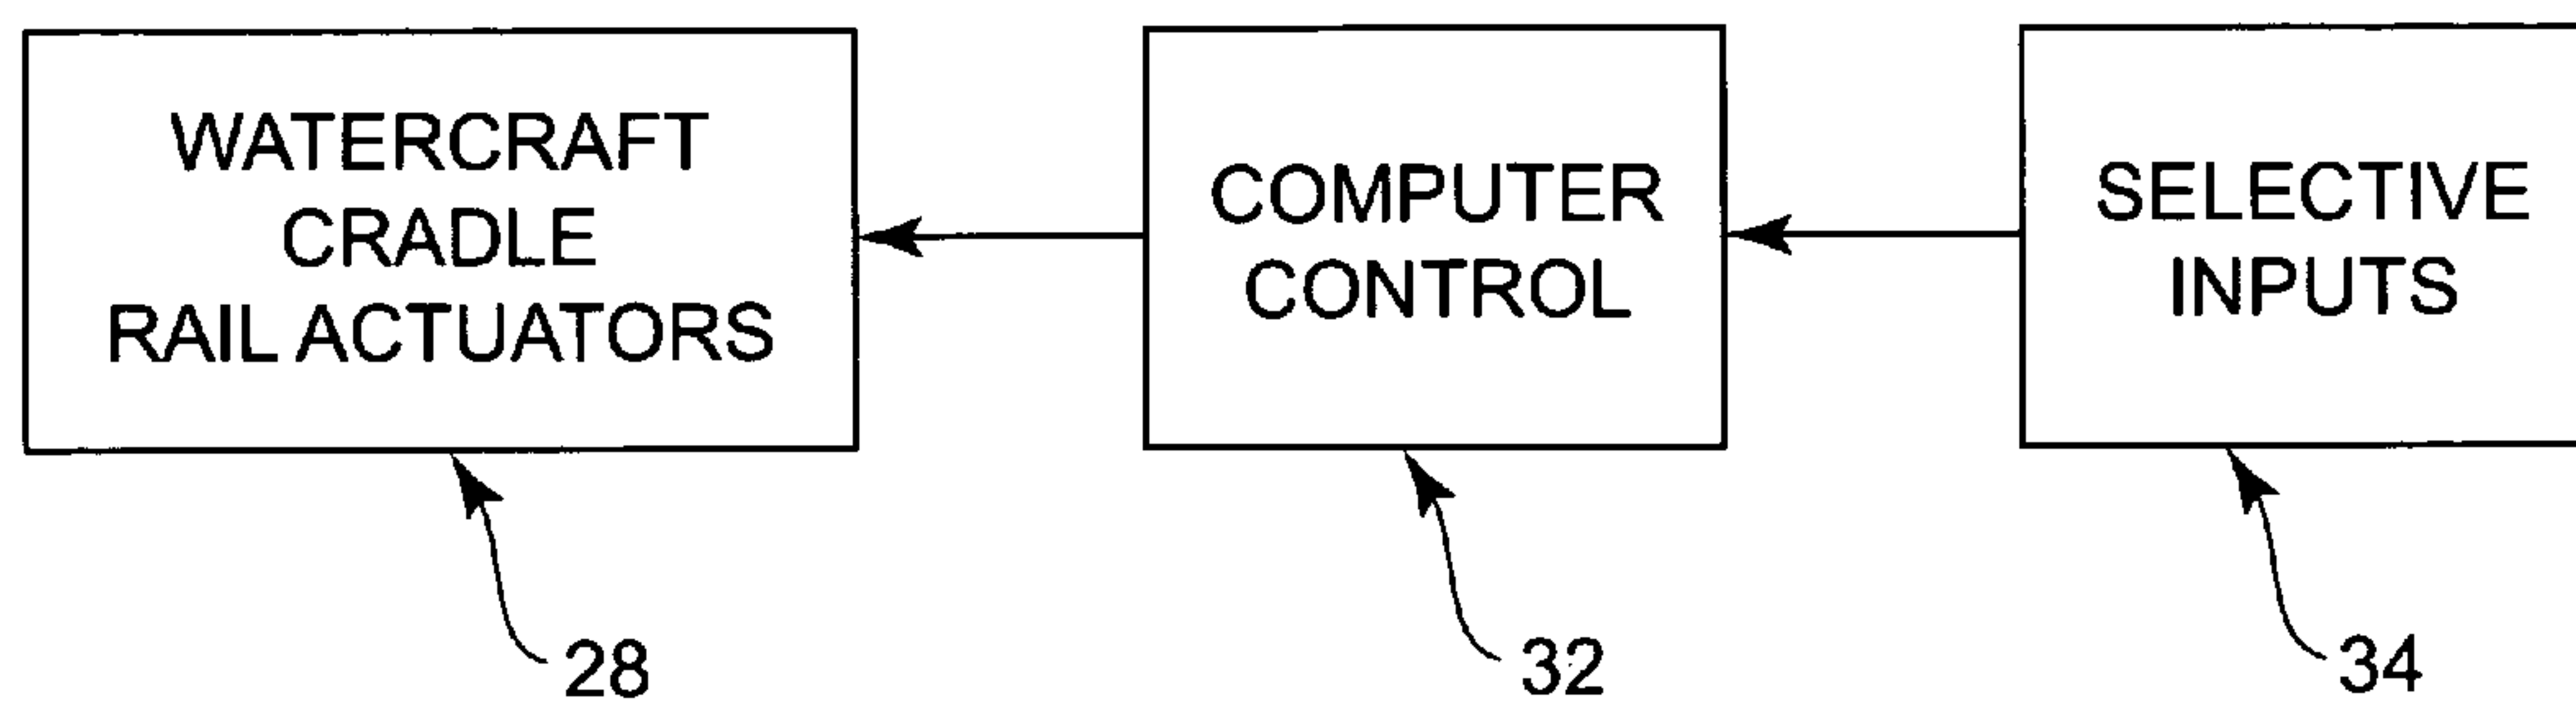 WATERCRAFT
CRADLE
RAIL ACTUATORS
COMPUTER
CONTROL
SELECTIVE
INPUTS
28
32
34